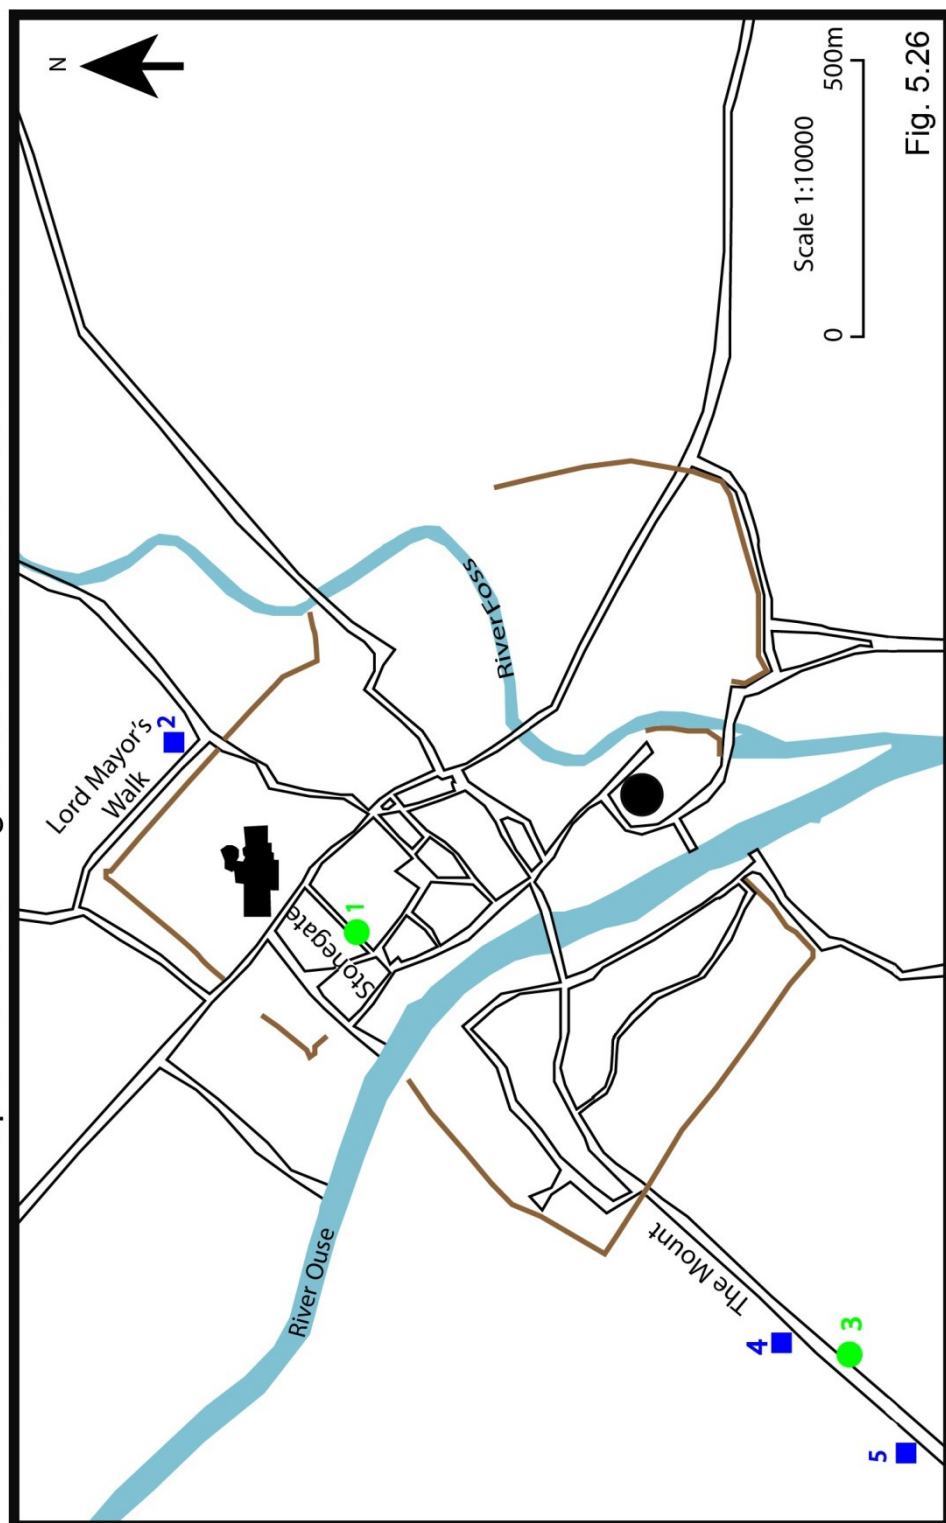 N
Lord Mayor's
Walk
2
Stonegate
1
River Foss
River Ouse
The Mount
4
3
5
Scale 1:10000
0
500m
Fig. 5.26